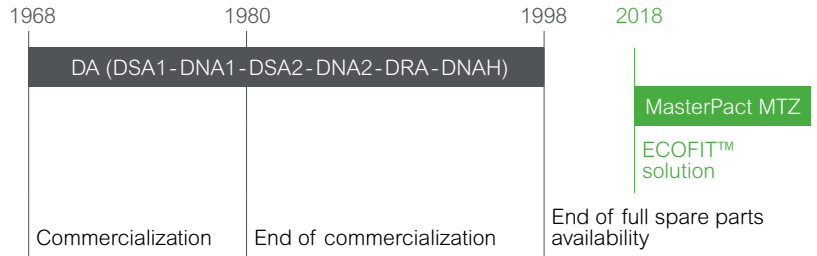 1968 1980 1998 2018
DA (DSA1-DNA1-DSA2-DNA2-DRA-DNAH)
MasterPact MTZ
ECOFIT™
solution
Commercialization
End of commercialization
End of full spare parts
availability